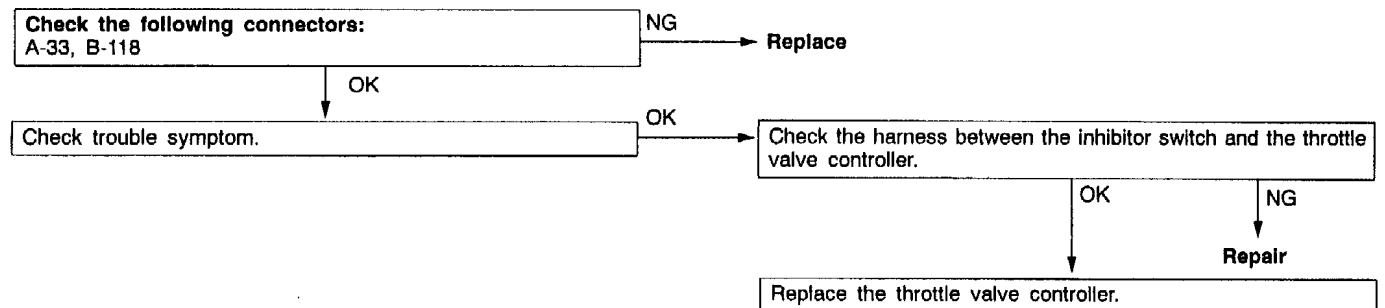 Check the following connectors:
A-33, B-118
NG
Replace
OK
Check trouble symptom.
OK
Check the harness between the inhibitor switch and the throttle
valve controller.
OK
NG
Repair
Replace the throttle valve controller.